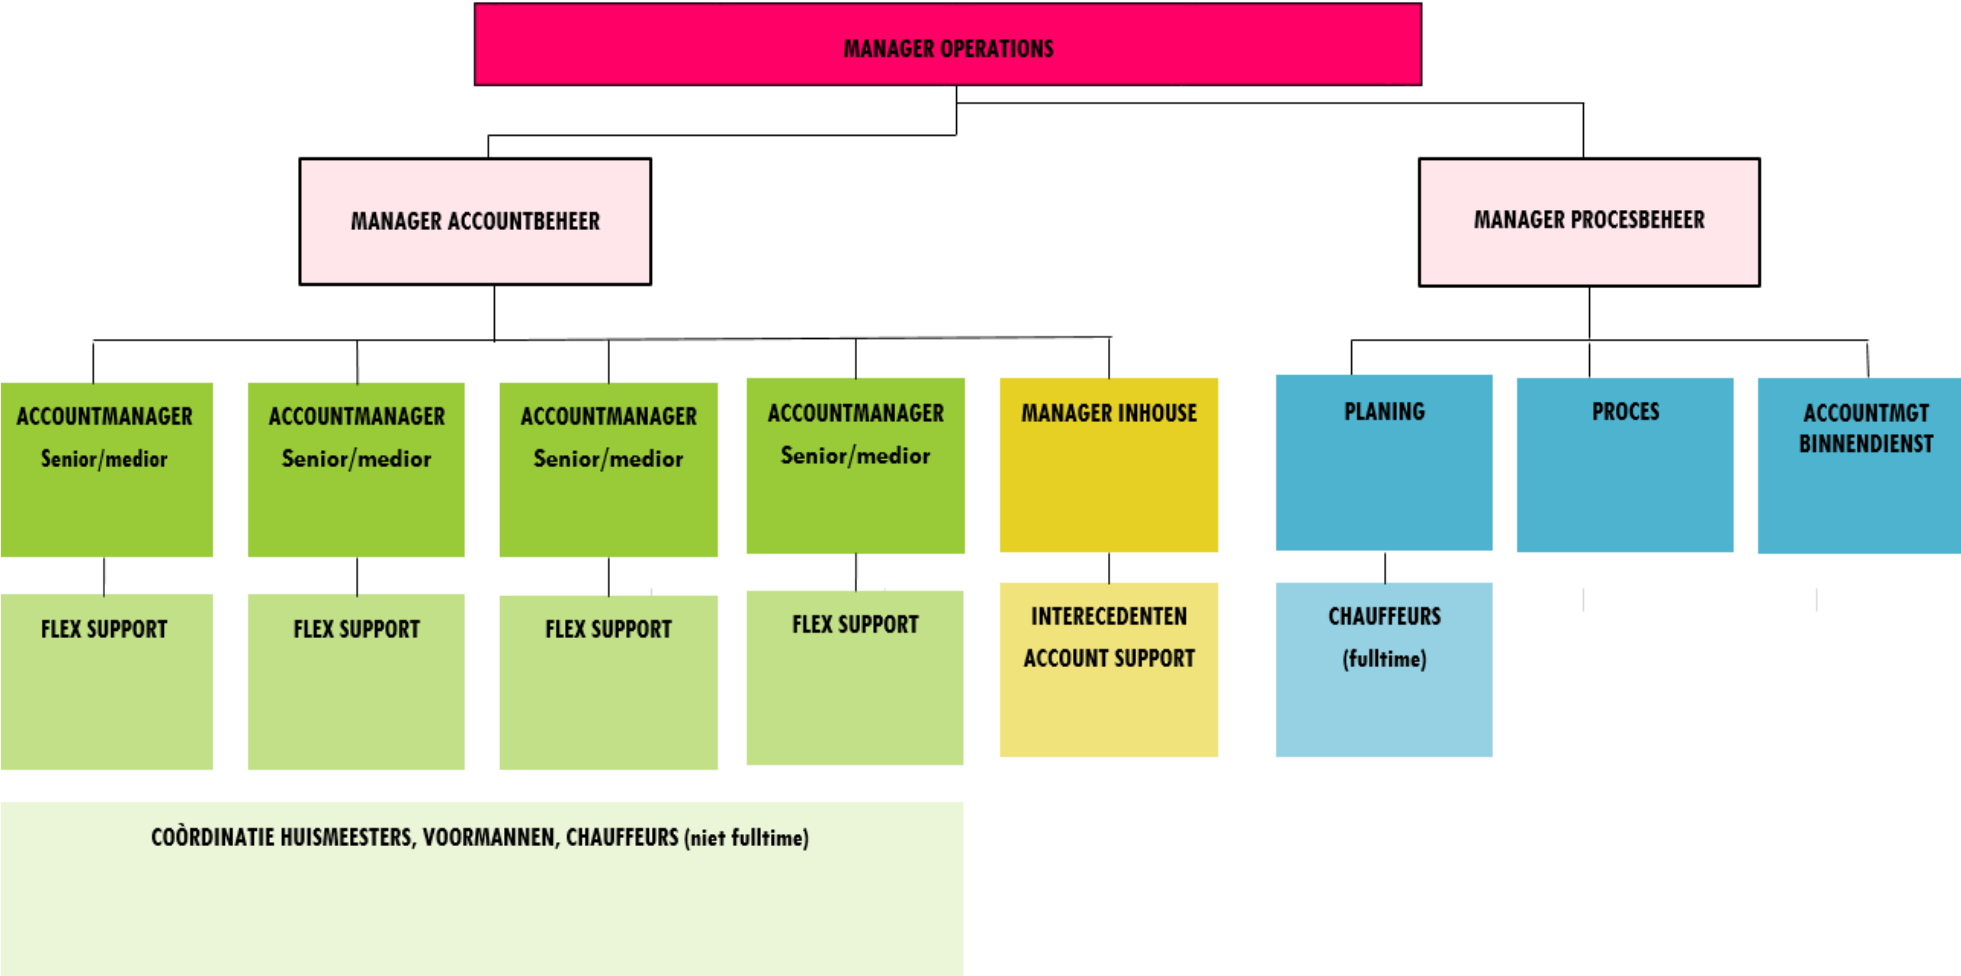 MANAGER OPERATIONS
MANAGER ACCOUNTBEHEER
MANAGER PROCESBEHEER
ACCOUNTMANAGER
Senior/medior
ACCOUNTMANAGER
Senior/medior
ACCOUNTMANAGER
Senior/medior
ACCOUNTMANAGER
Senior/medior
MANAGER INHOUSE
PLANING
PROCES
ACCOUNTMGT
BINNENDIENST
FLEX SUPPORT
FLEX SUPPORT
FLEX SUPPORT
FLEX SUPPORT
INTERECEDENTEN
ACCOUNT SUPPORT
CHAUFFEURS
(fulltime)
COÒRDINATIE HUISMEESTERS, VOORMANNEN, CHAUFFEURS (niet fulltime)